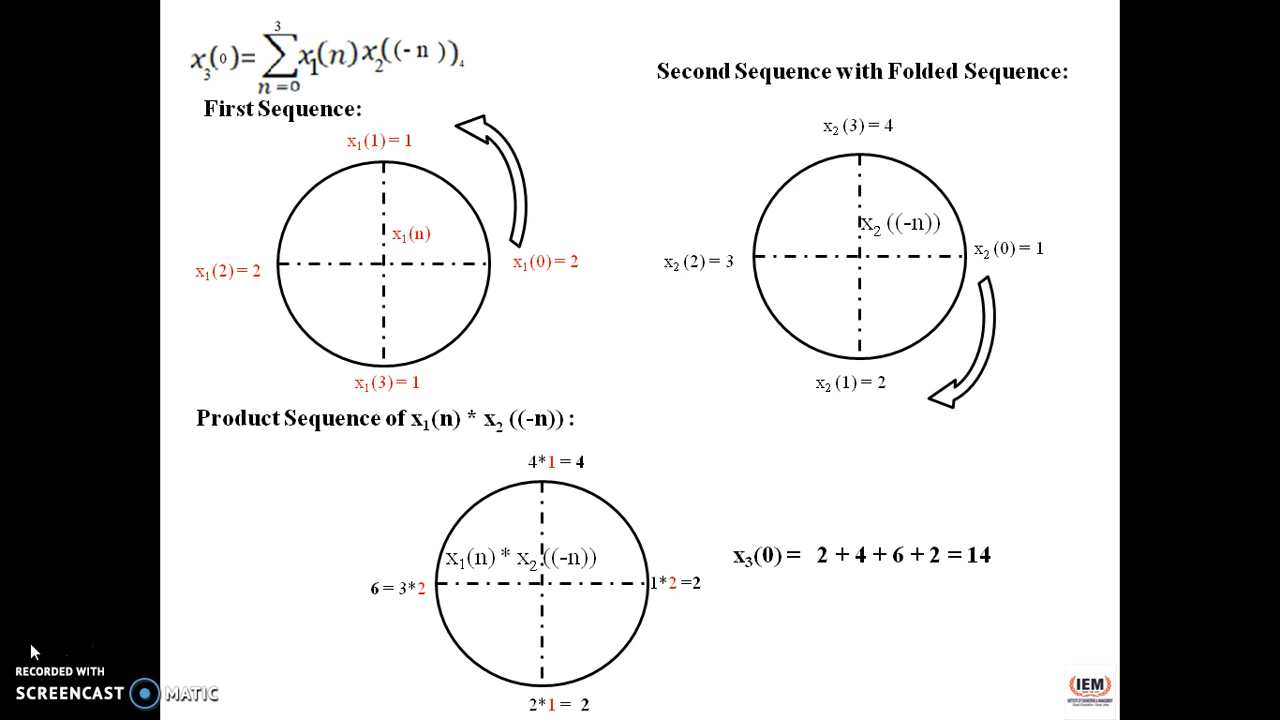 3
x₃(0)= ∑ x₁(n) x₂((- n ))₄
n =0
First Sequence:
x₁(1) = 1
x₁(n)
x₁(2) = 2
x₁(0) = 2
x₁(3) = 1
Second Sequence with Folded Sequence:
x₂ (3) = 4
x₂ ((-n))
x₂ (2) = 3
x₂ (0) = 1
x₂ (1) = 2
Product Sequence of x₁(n) * x₂ ((-n)) :
4*1 = 4
x₁(n) * x₂ ((-n))
6 = 3*2
1*2 =2
2*1 = 2
x₃(0) = 2 + 4 + 6 + 2 = 14
RECORDED WITH
SCREENCAST MATIC
IEM